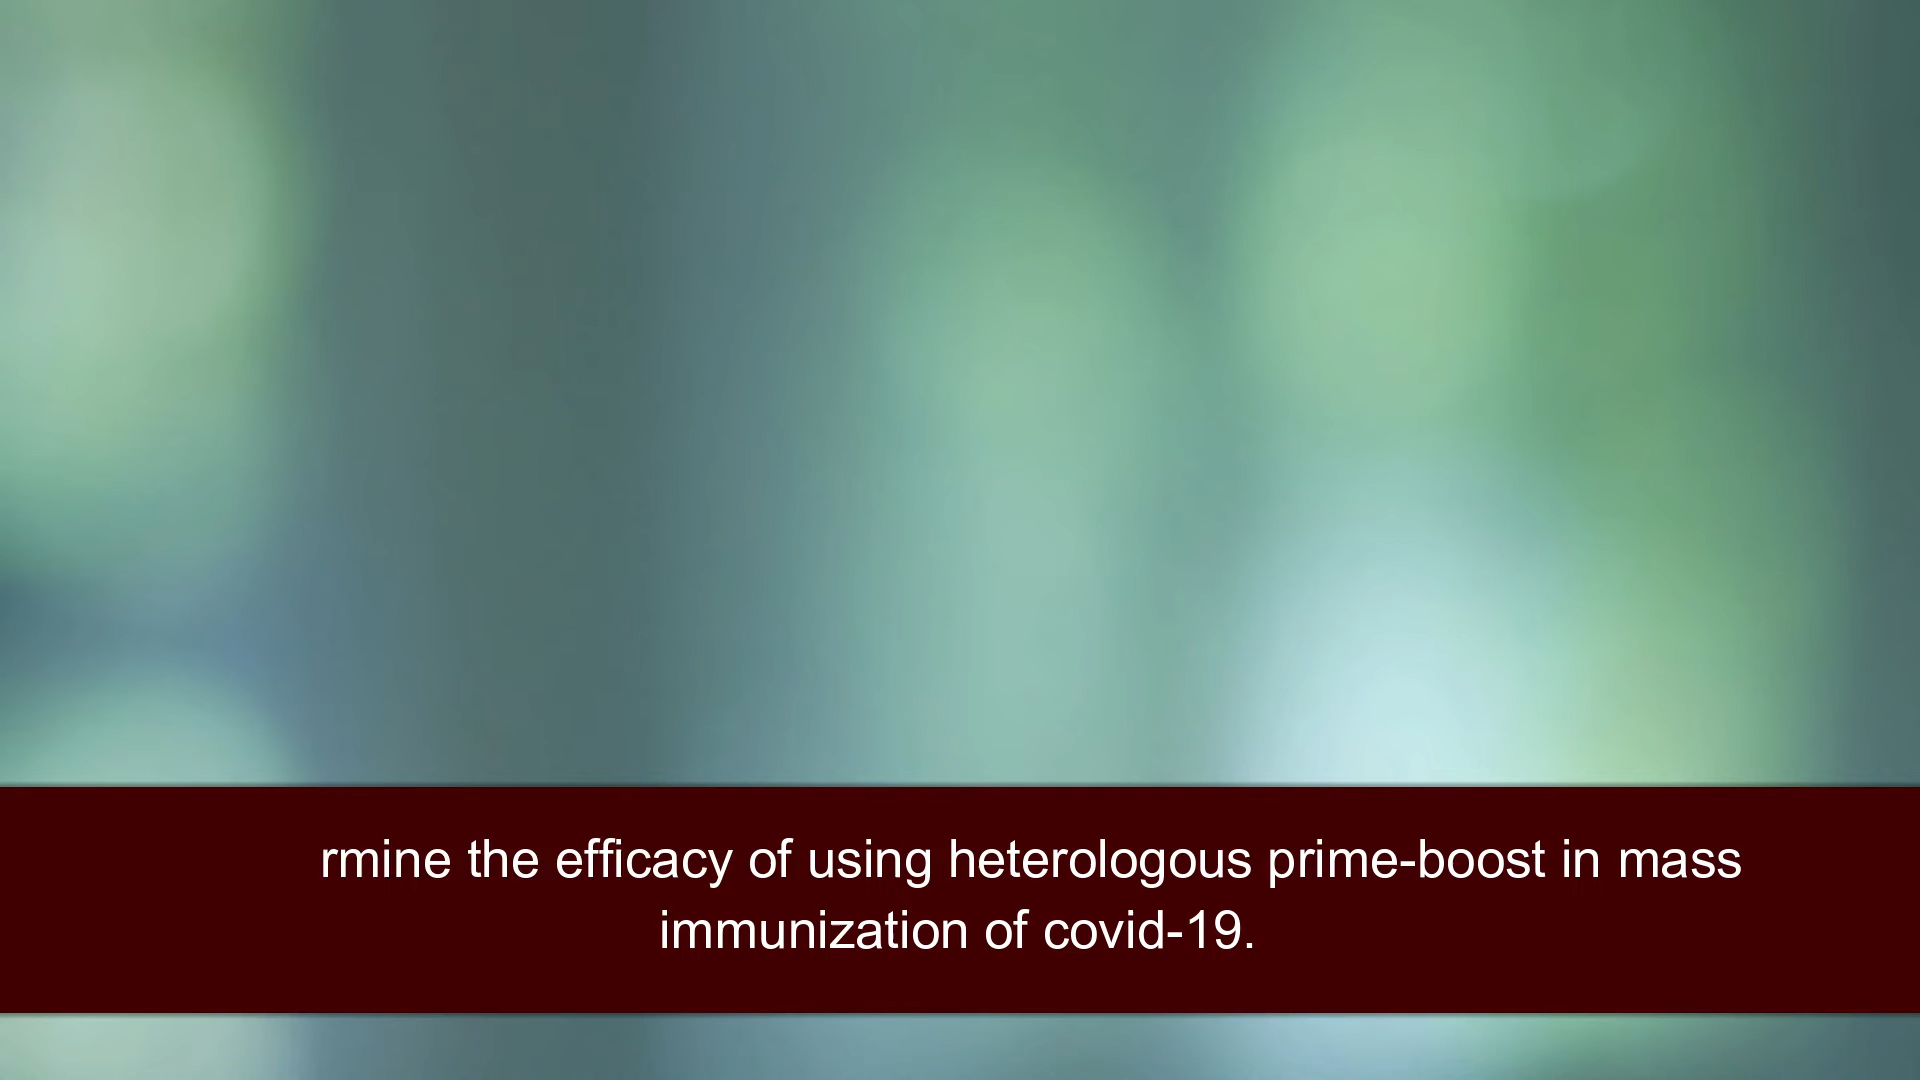 rmine the efficacy of using heterologous prime-boost in mass
immunization of covid-19.